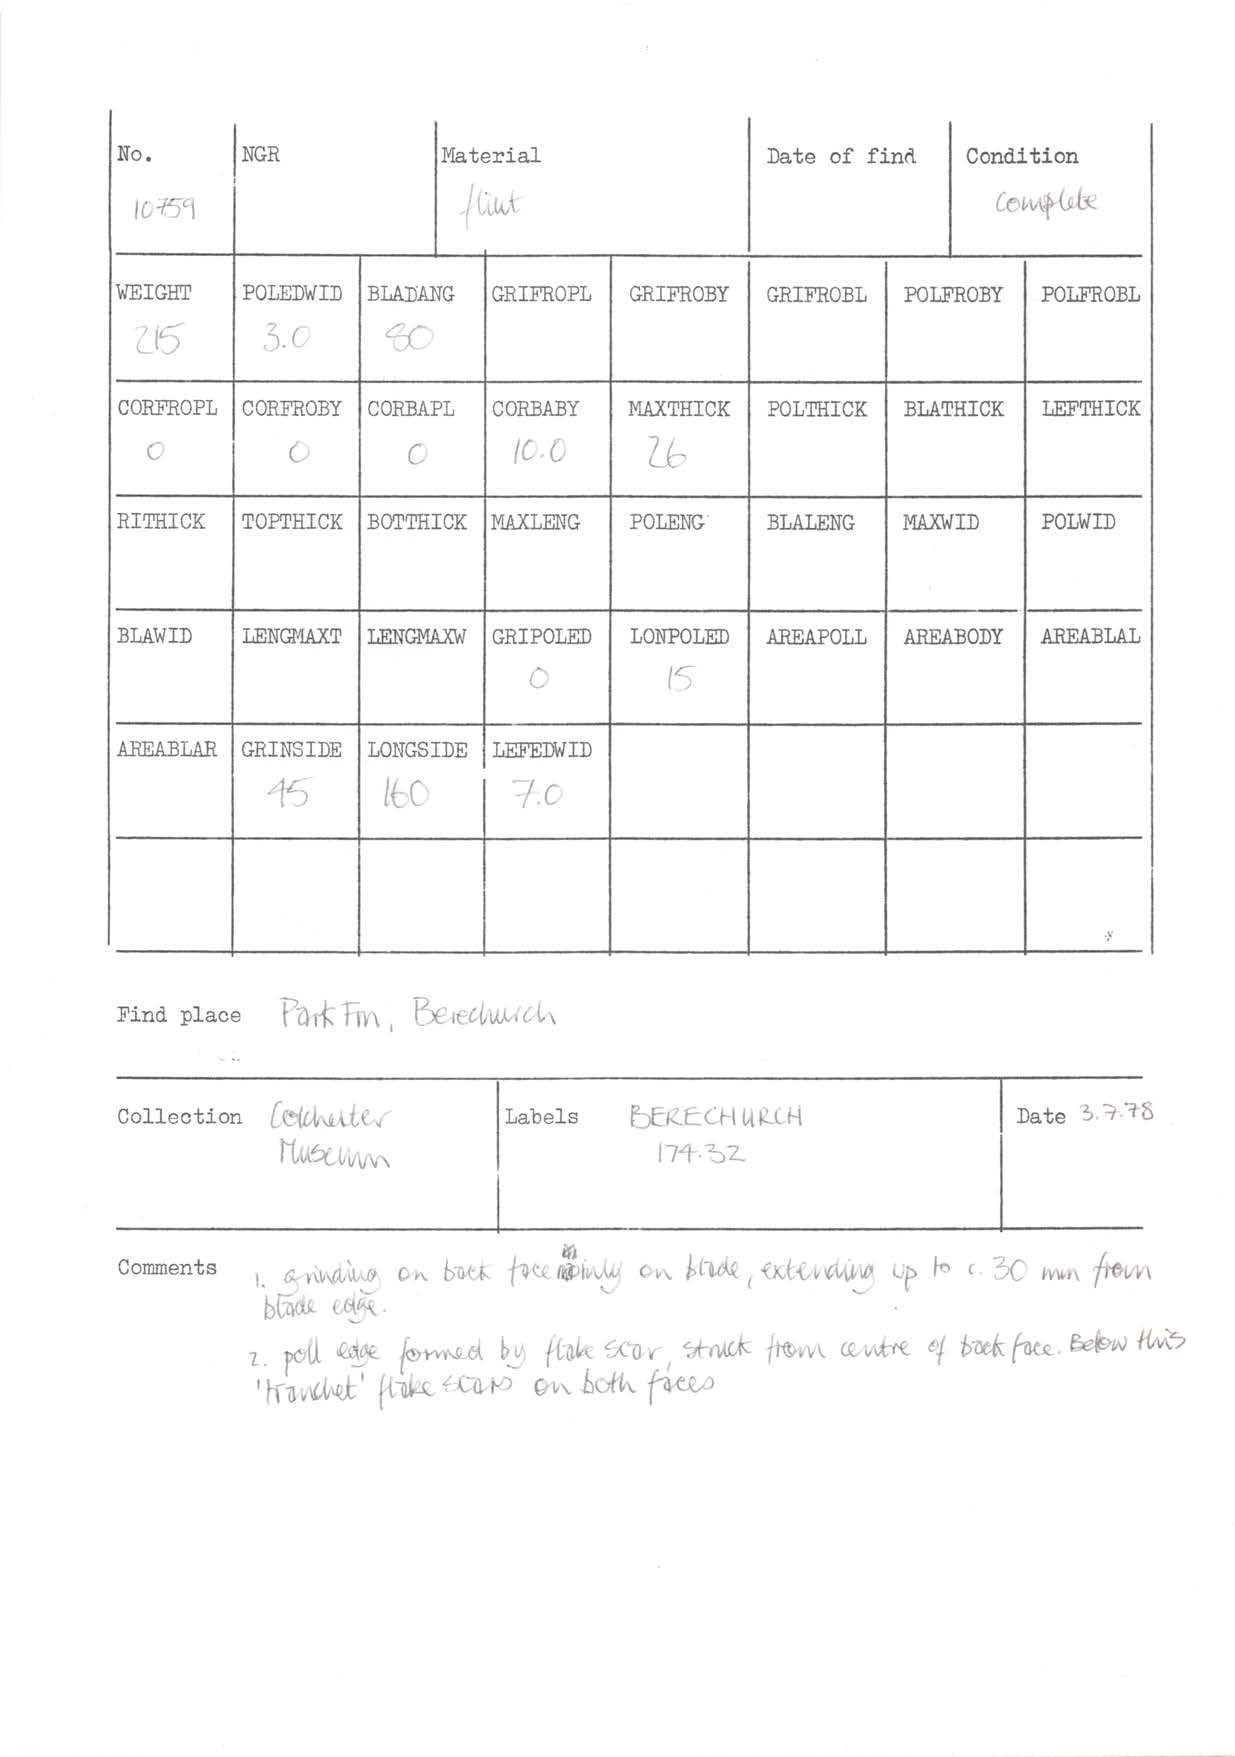 No. NGR Material Date of find Condition
10759 flint complete
WEIGHT POLEDWID BLADANG GRIFROPL GRIFROBY GRIFROBL POLFROBY POLFROBL
215 3.0 80
CORFROPL CORFROBY CORBAPL CORBABY MAXTHICK POLTHICK BLATHICK LEFTHICK
0 0 0 10.0 26
RITHICK TOPTHICK BOTTHICK MAXLENG POLENG BLALENG MAXWID POLWID
BLAWID LENGMAXT LENGMAXW GRIPOLED LONPOLED AREAPOLL AREABODY AREABLAL
0 15
AREABLAR GRINSIDE LONGSIDE LEFEDWID
45 160 7.0
Find place Park Fm, Berechurch
Collection Colchester Labels BERECHURCH Date 3.7.78
Museum 174.32
Comments 1. grinding on back face mainly on blade, extending up to c. 30 mm from
blade edge.
2. poll edge formed by flake scar, struck from centre of back face. Below this
'tranchet' flake scars on both faces